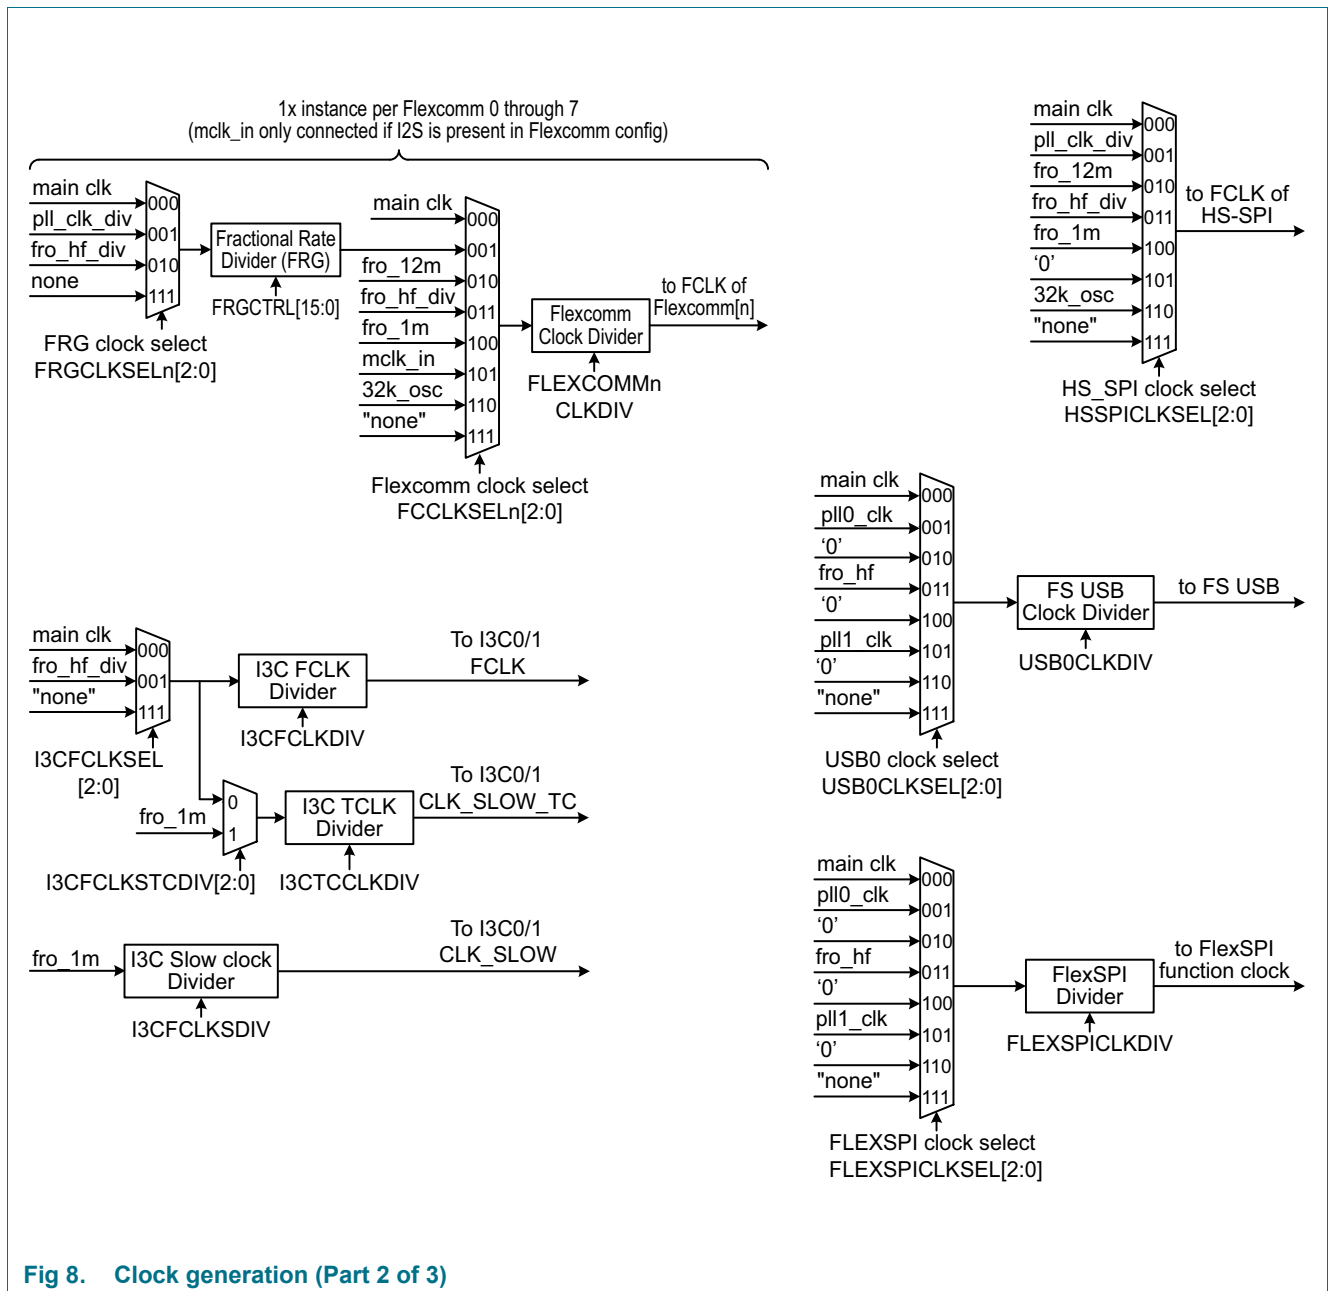 1x instance per Flexcomm 0 through 7
(mclk_in only connected if I2S is present in Flexcomm config)
main clk
000
pll_clk_div
001
fro_hf_div
010
none
111
Fractional Rate
Divider (FRG)
FRGCTRL[15:0]
FRG clock select
FRGCLKSELn[2:0]
main clk
000
001
fro_12m
010
fro_hf_div
011
fro_1m
100
mclk_in
101
32k_osc
110
"none"
111
Flexcomm clock select
FCCLKSELn[2:0]
Flexcomm
Clock Divider
FLEXCOMMn
CLKDIV
to FCLK of
Flexcomm[n]
main clk
000
pll_clk_div
001
fro_12m
010
fro_hf_div
011
fro_1m
100
‘0’
101
32k_osc
110
"none"
111
to FCLK of
HS-SPI
HS_SPI clock select
HSSPICLKSEL[2:0]
main clk
000
pll0_clk
001
‘0’
010
fro_hf
011
‘0’
100
pll1_clk
101
‘0’
110
"none"
111
FS USB
Clock Divider
to FS USB
USB0CLKDIV
USB0 clock select
USB0CLKSEL[2:0]
main clk
000
fro_hf_div
001
"none"
111
I3CFCLKSEL
[2:0]
I3C FCLK
Divider
I3CFCLKDIV
To I3C0/1
FCLK
0
fro_1m
1
I3CFCLKSTCDIV[2:0]
I3C TCLK
Divider
I3CTCCLKDIV
To I3C0/1
CLK_SLOW_TC
fro_1m
I3C Slow clock
Divider
I3CFCLKSDIV
To I3C0/1
CLK_SLOW
main clk
000
pll0_clk
001
‘0’
010
fro_hf
011
‘0’
100
pll1_clk
101
‘0’
110
"none"
111
FlexSPI
Divider
to FlexSPI
function clock
FLEXSPICLKDIV
FLEXSPI clock select
FLEXSPICLKSEL[2:0]
Fig 8. Clock generation (Part 2 of 3)